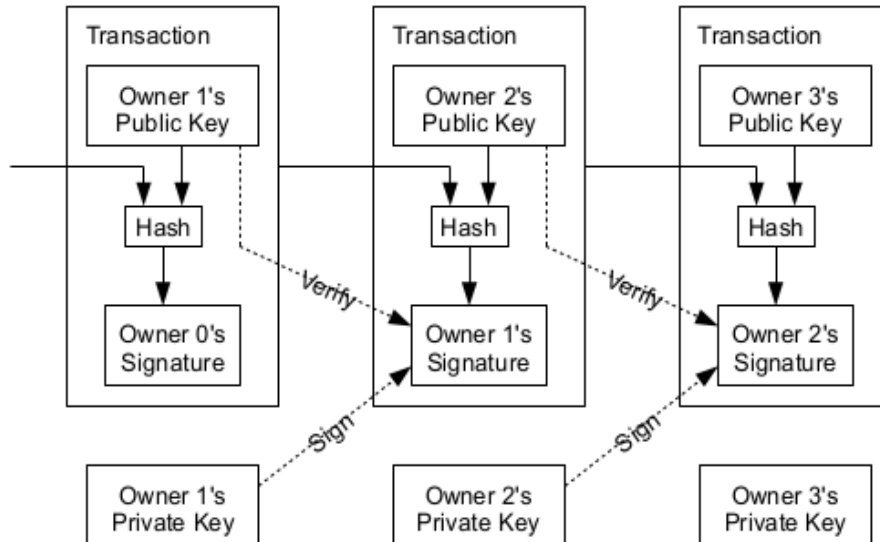 Transaction
Owner 1's
Public Key
Hash
Owner 0's
Signature
Transaction
Owner 2's
Public Key
Hash
Verify
Owner 1's
Signature
Transaction
Owner 3's
Public Key
Hash
Verify
Owner 2's
Signature
Sign
Sign
Owner 1's
Private Key
Owner 2's
Private Key
Owner 3's
Private Key